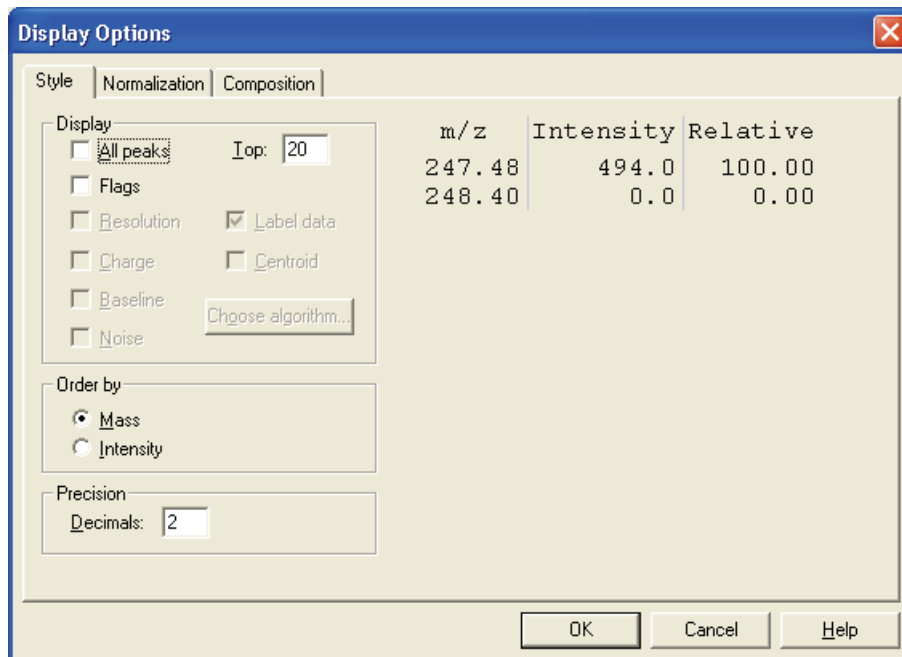 Display Options
Style Normalization Composition
Display
All peaks Top: 20
Flags
Resolution Label data
Charge Centroid
Baseline
Choose algorithm...
Noise
Order by
Mass
Intensity
Precision
Decimals: 2
m/z Intensity Relative
247.48 494.0 100.00
248.40 0.0 0.00
OK Cancel Help